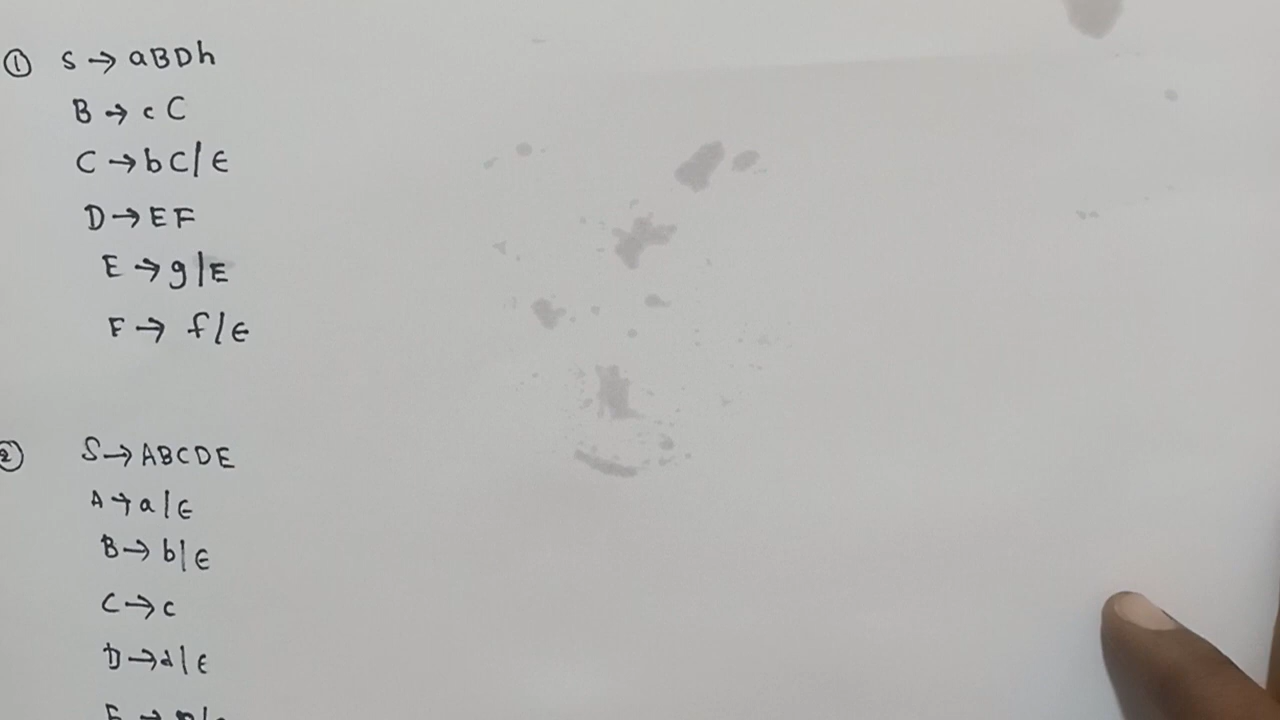 ① S → aBDh
B → cC
C → bC/ϵ
D → EF
E → g/E
F → f/ϵ
② S → ABCDE
A → a/ϵ
B → b/ϵ
C → c
D → d/ϵ